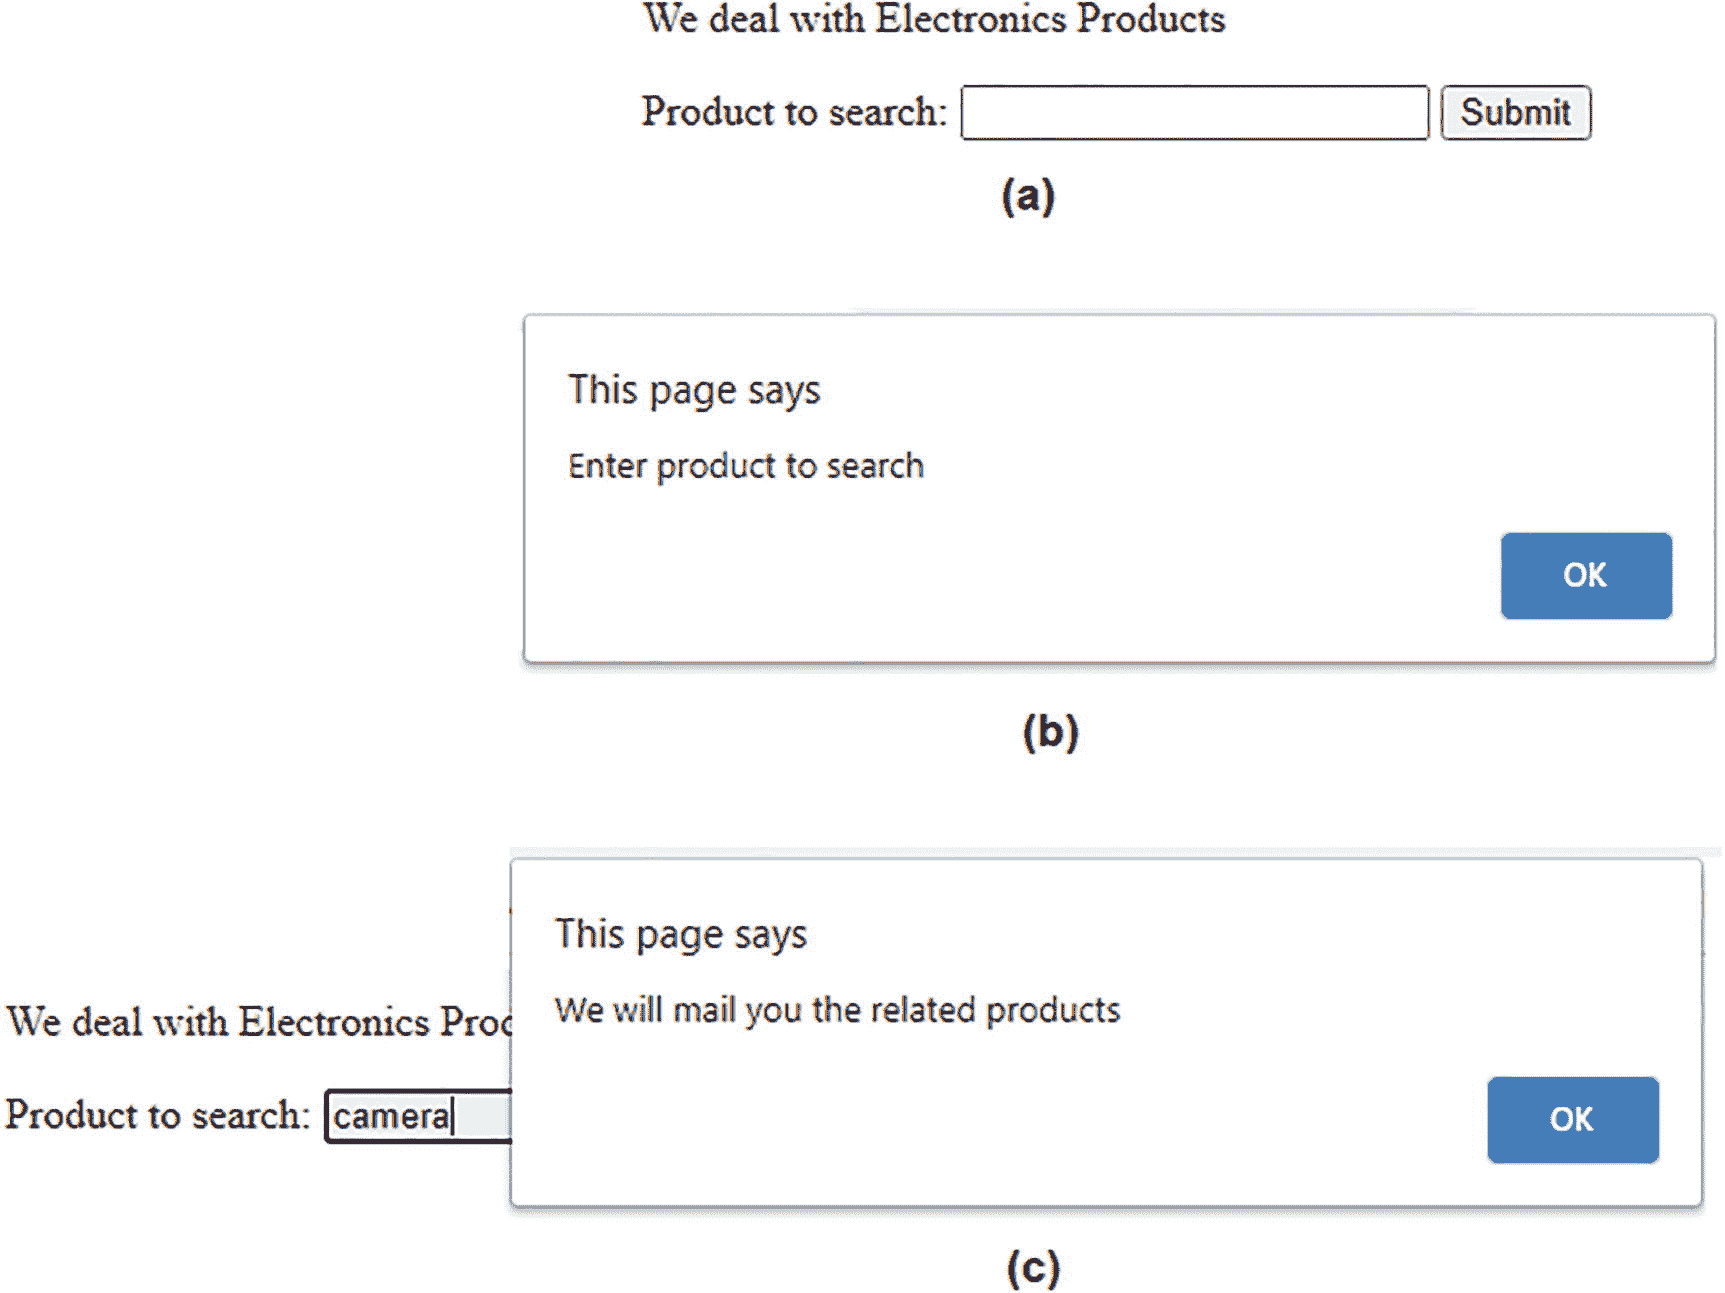 We deal with Electronics Products
Product to search: Submit
(a)
This page says
Enter product to search
OK
(b)
This page says
We will mail you the related products
We deal with Electronics
Product to search: camera
OK
(c)